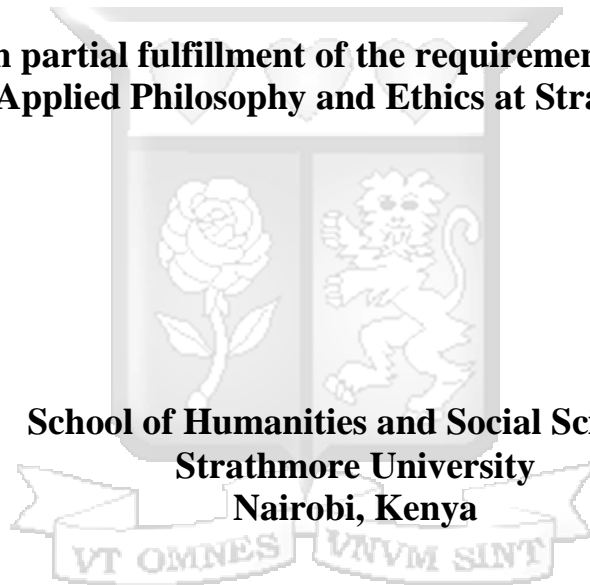 n partial fulfillment of the requiremen
Applied Philosophy and Ethics at Stra
School of Humanities and Social Sci
Strathmore University
Nairobi, Kenya
VT OMNES VNVM SINT